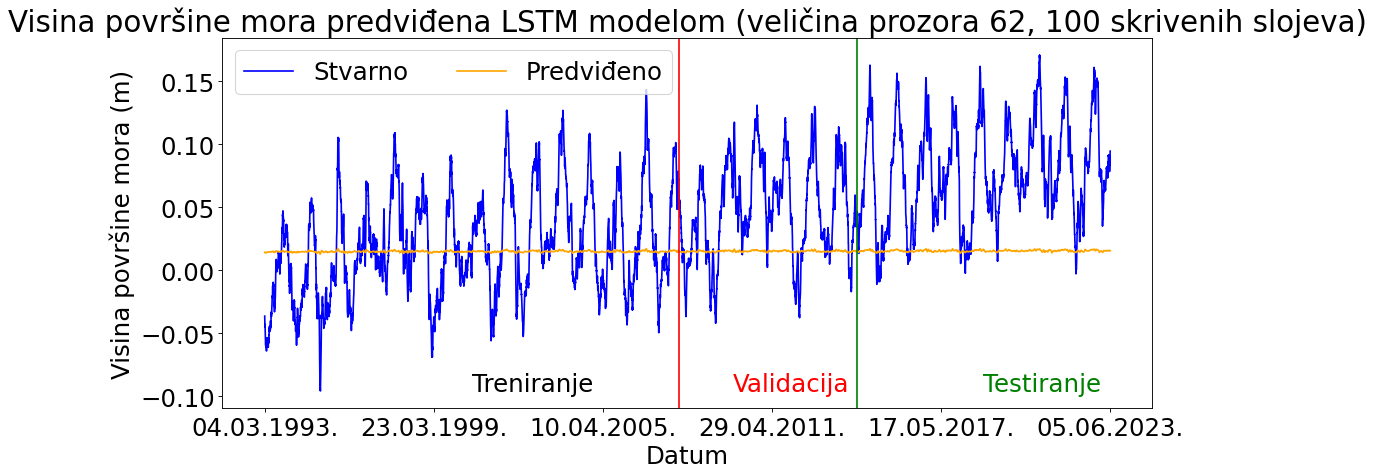 Visina površine mora predviđena LSTM modelom (veličina prozora 62, 100 skrivenih slojeva)
Stvarno Predviđeno
Visina površine mora (m)
0.15
0.10
0.05
0.00
−0.05
−0.10
Treniranje Validacija Testiranje
04.03.1993. 23.03.1999. 10.04.2005. 29.04.2011. 17.05.2017. 05.06.2023.
Datum